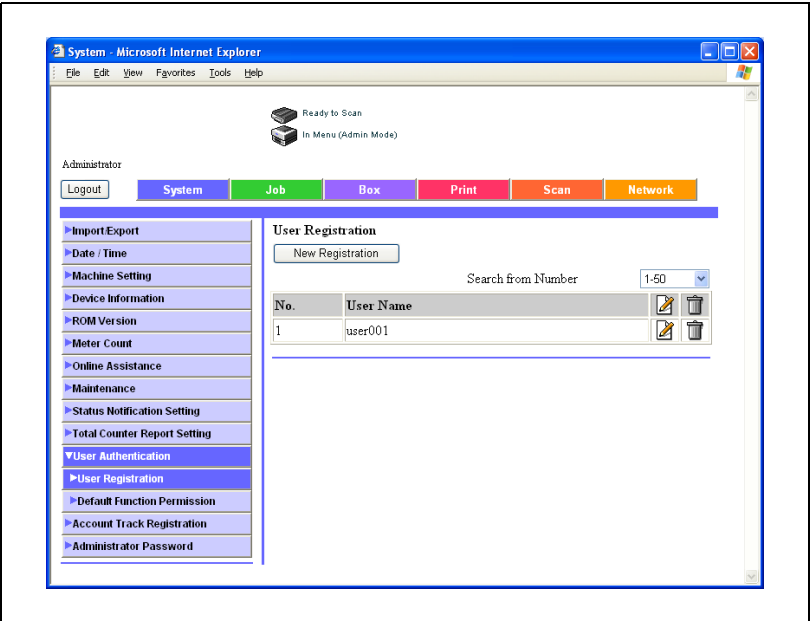 System - Microsoft Internet Explorer
File Edit View Favorites Tools Help
Ready to Scan
In Menu (Admin Mode)
Administrator
Logout System Job Box Print Scan Network
Import/Export
Date / Time
Machine Setting
Device Information
ROM Version
Meter Count
Online Assistance
Maintenance
Status Notification Setting
Total Counter Report Setting
User Authentication
User Registration
Default Function Permission
Account Track Registration
Administrator Password
User Registration
New Registration
Search from Number 1-50
No. User Name
1 user001